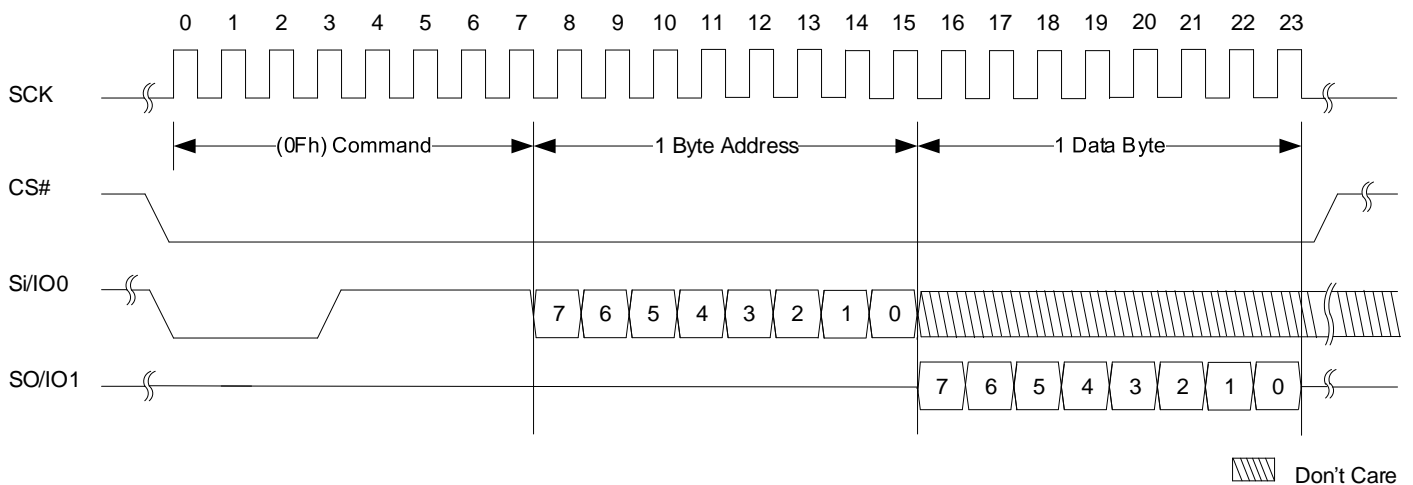 0 1 2 3 4 5 6 7 8 9 10 11 12 13 14 15 16 17 18 19 20 21 22 23
SCK
(0Fh) Command 1 Byte Address 1 Data Byte
CS#
Si/IO0
7 6 5 4 3 2 1 0
SO/IO1
7 6 5 4 3 2 1 0
Don't Care